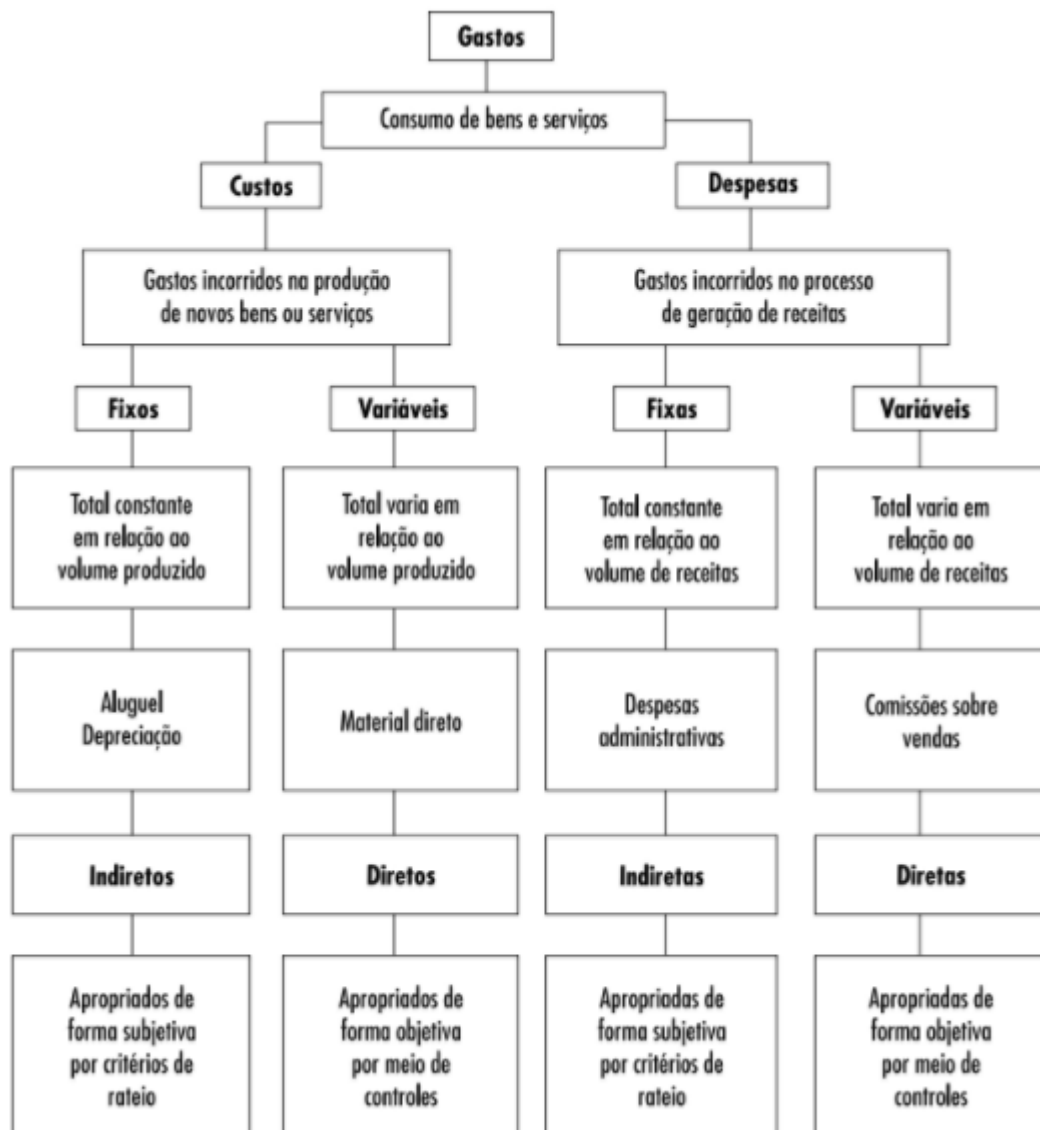 Gastos
Consumo de bens e serviços
Custos
Despesas
Gastos incorridos na produção
de novos bens ou serviços
Gastos incorridos no processo
de geração de receitas
Fixos
Variáveis
Fixas
Variáveis
Total constante
em relação ao
volume produzido
Total varia em
relação ao
volume produzido
Total constante
em relação ao
volume de receitas
Total varia em
relação ao
volume de receitas
Aluguel
Depreciação
Material direto
Despesas
administrativas
Comissões sobre
vendas
Indiretos
Diretos
Indiretas
Diretas
Apropriados de
forma subjetiva
por critérios de
rateio
Apropriados de
forma objetiva
por meio de
controles
Apropriadas de
forma subjetiva
por critérios de
rateio
Apropriadas de
forma objetiva
por meio de
controles